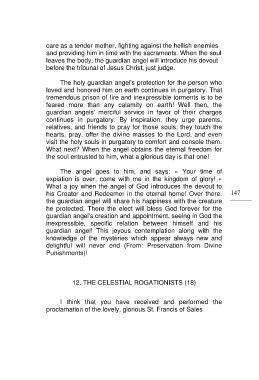 care as a tender mother, fighting against the hellish enemies
and providing him in time with the sacraments. When the soul
leaves the body, the guardian angel will introduce his devout
before the tribunal of Jesus Christ, just judge.
The holy guardian angel's protection for the person who
loved and honored him on earth continues in purgatory. That
tremendous prison of fire and inexpressible torments is to be
feared more than any calamity on earth! Well then, the
guardian angels' merciful service in favor of their charges
continues in purgatory. By inspiration, they urge parents,
relatives, and friends to pray for those souls; they touch the
hearts, pray, offer the divine masses to the Lord, and even
visit the holy souls in purgatory to comfort and console them.
What next? When the angel obtains the eternal freedom for
the soul entrusted to him, what a glorious day is that one!
The angel goes to him, and says: « Your time of
expiation is over; come with me in the kingdom of glory! »
What a joy when the angel of God introduces the devout to
his Creator and Redeemer in the eternal home! Over there,
the guardian angel will share his happiness with the creature
he protected. There the elect will bless God forever for the
guardian angel's creation and appointment, seeing in God the
inexpressible, specific relation between himself and his
guardian angel! This joyous contemplation along with the
knowledge of the mysteries which appear always new and
delightful will never end (From: Preservation from Divine
Punishments)!
147
12. THE CELESTIAL ROGATIONISTS (18)
I think that you have received and performed the
proclamation of the lovely, glorious St. Francis of Sales